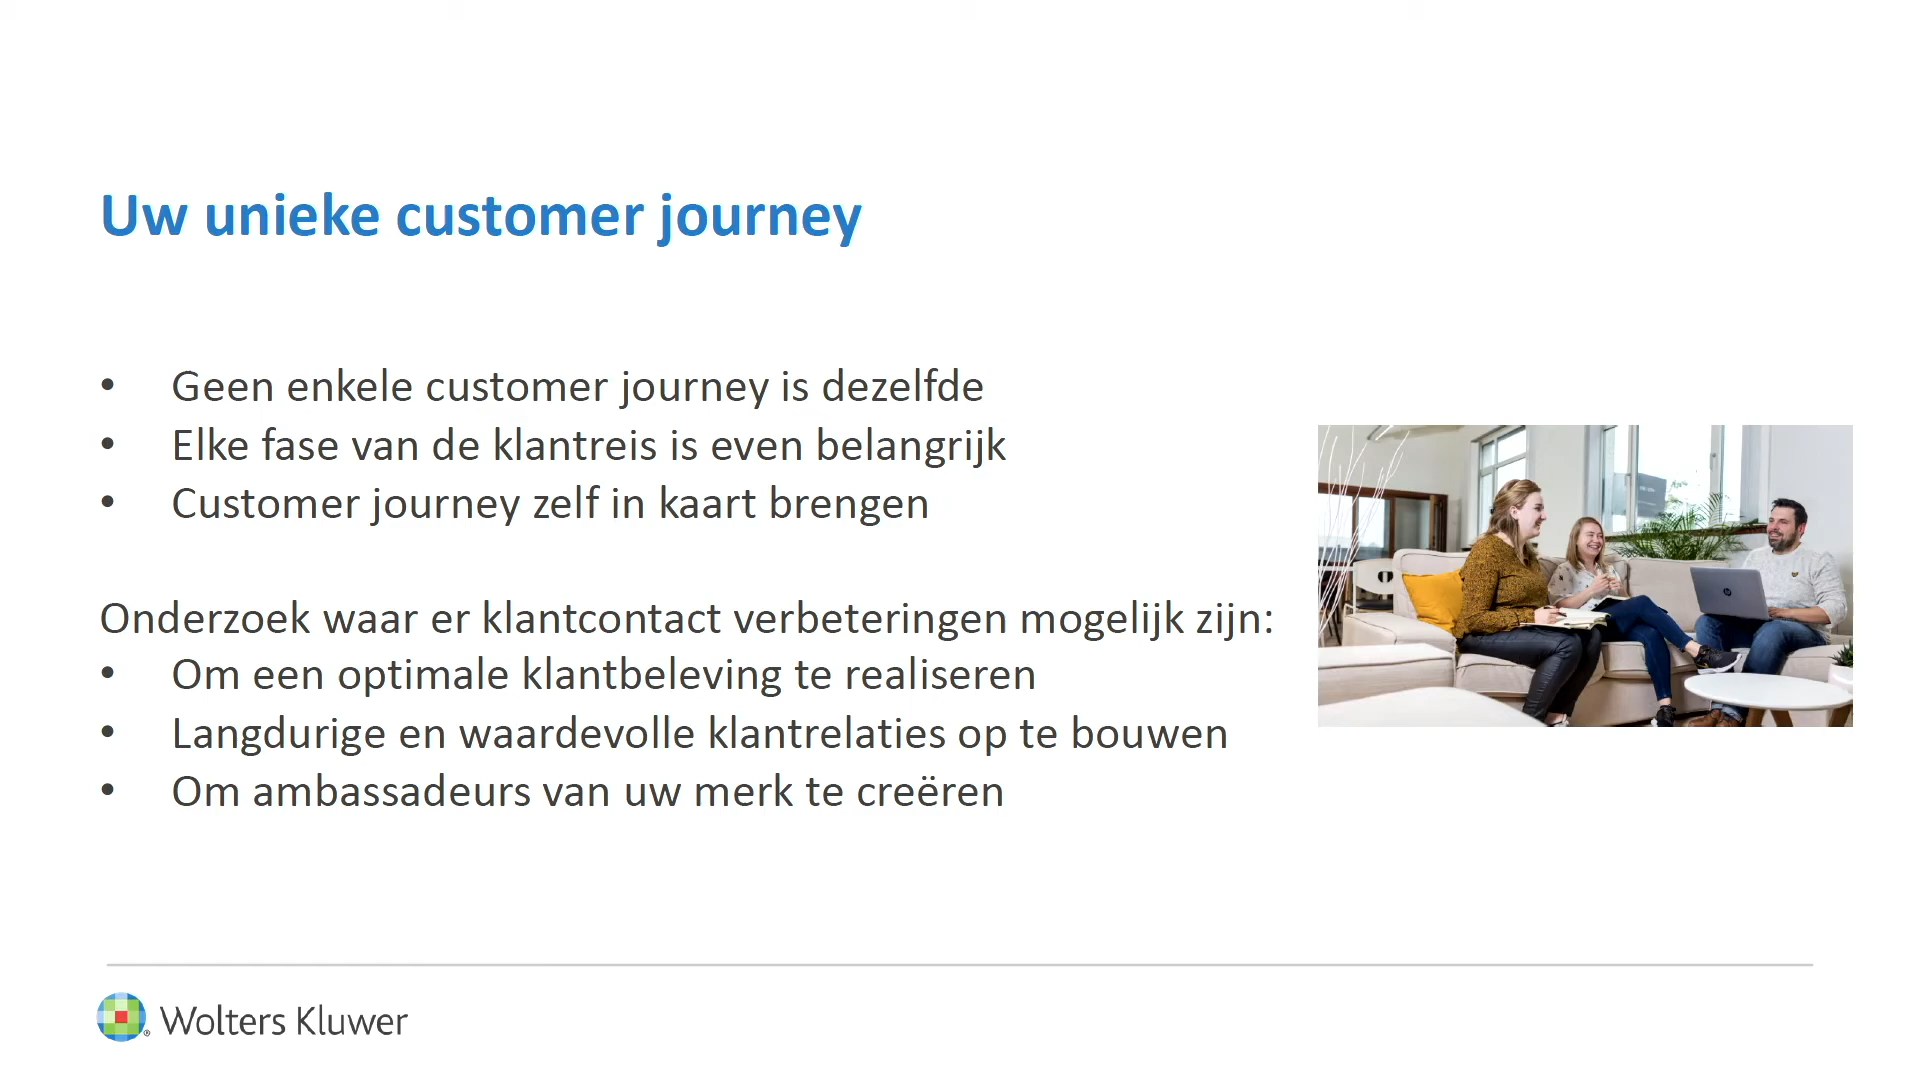 Uw unieke customer journey
• Geen enkele customer journey is dezelfde
• Elke fase van de klantreis is even belangrijk
• Customer journey zelf in kaart brengen
Onderzoek waar er klantcontact verbeteringen mogelijk zijn:
• Om een optimale klantbeleving te realiseren
• Langdurige en waardevolle klantrelaties op te bouwen
• Om ambassadeurs van uw merk te creëren
® Wolters Kluwer